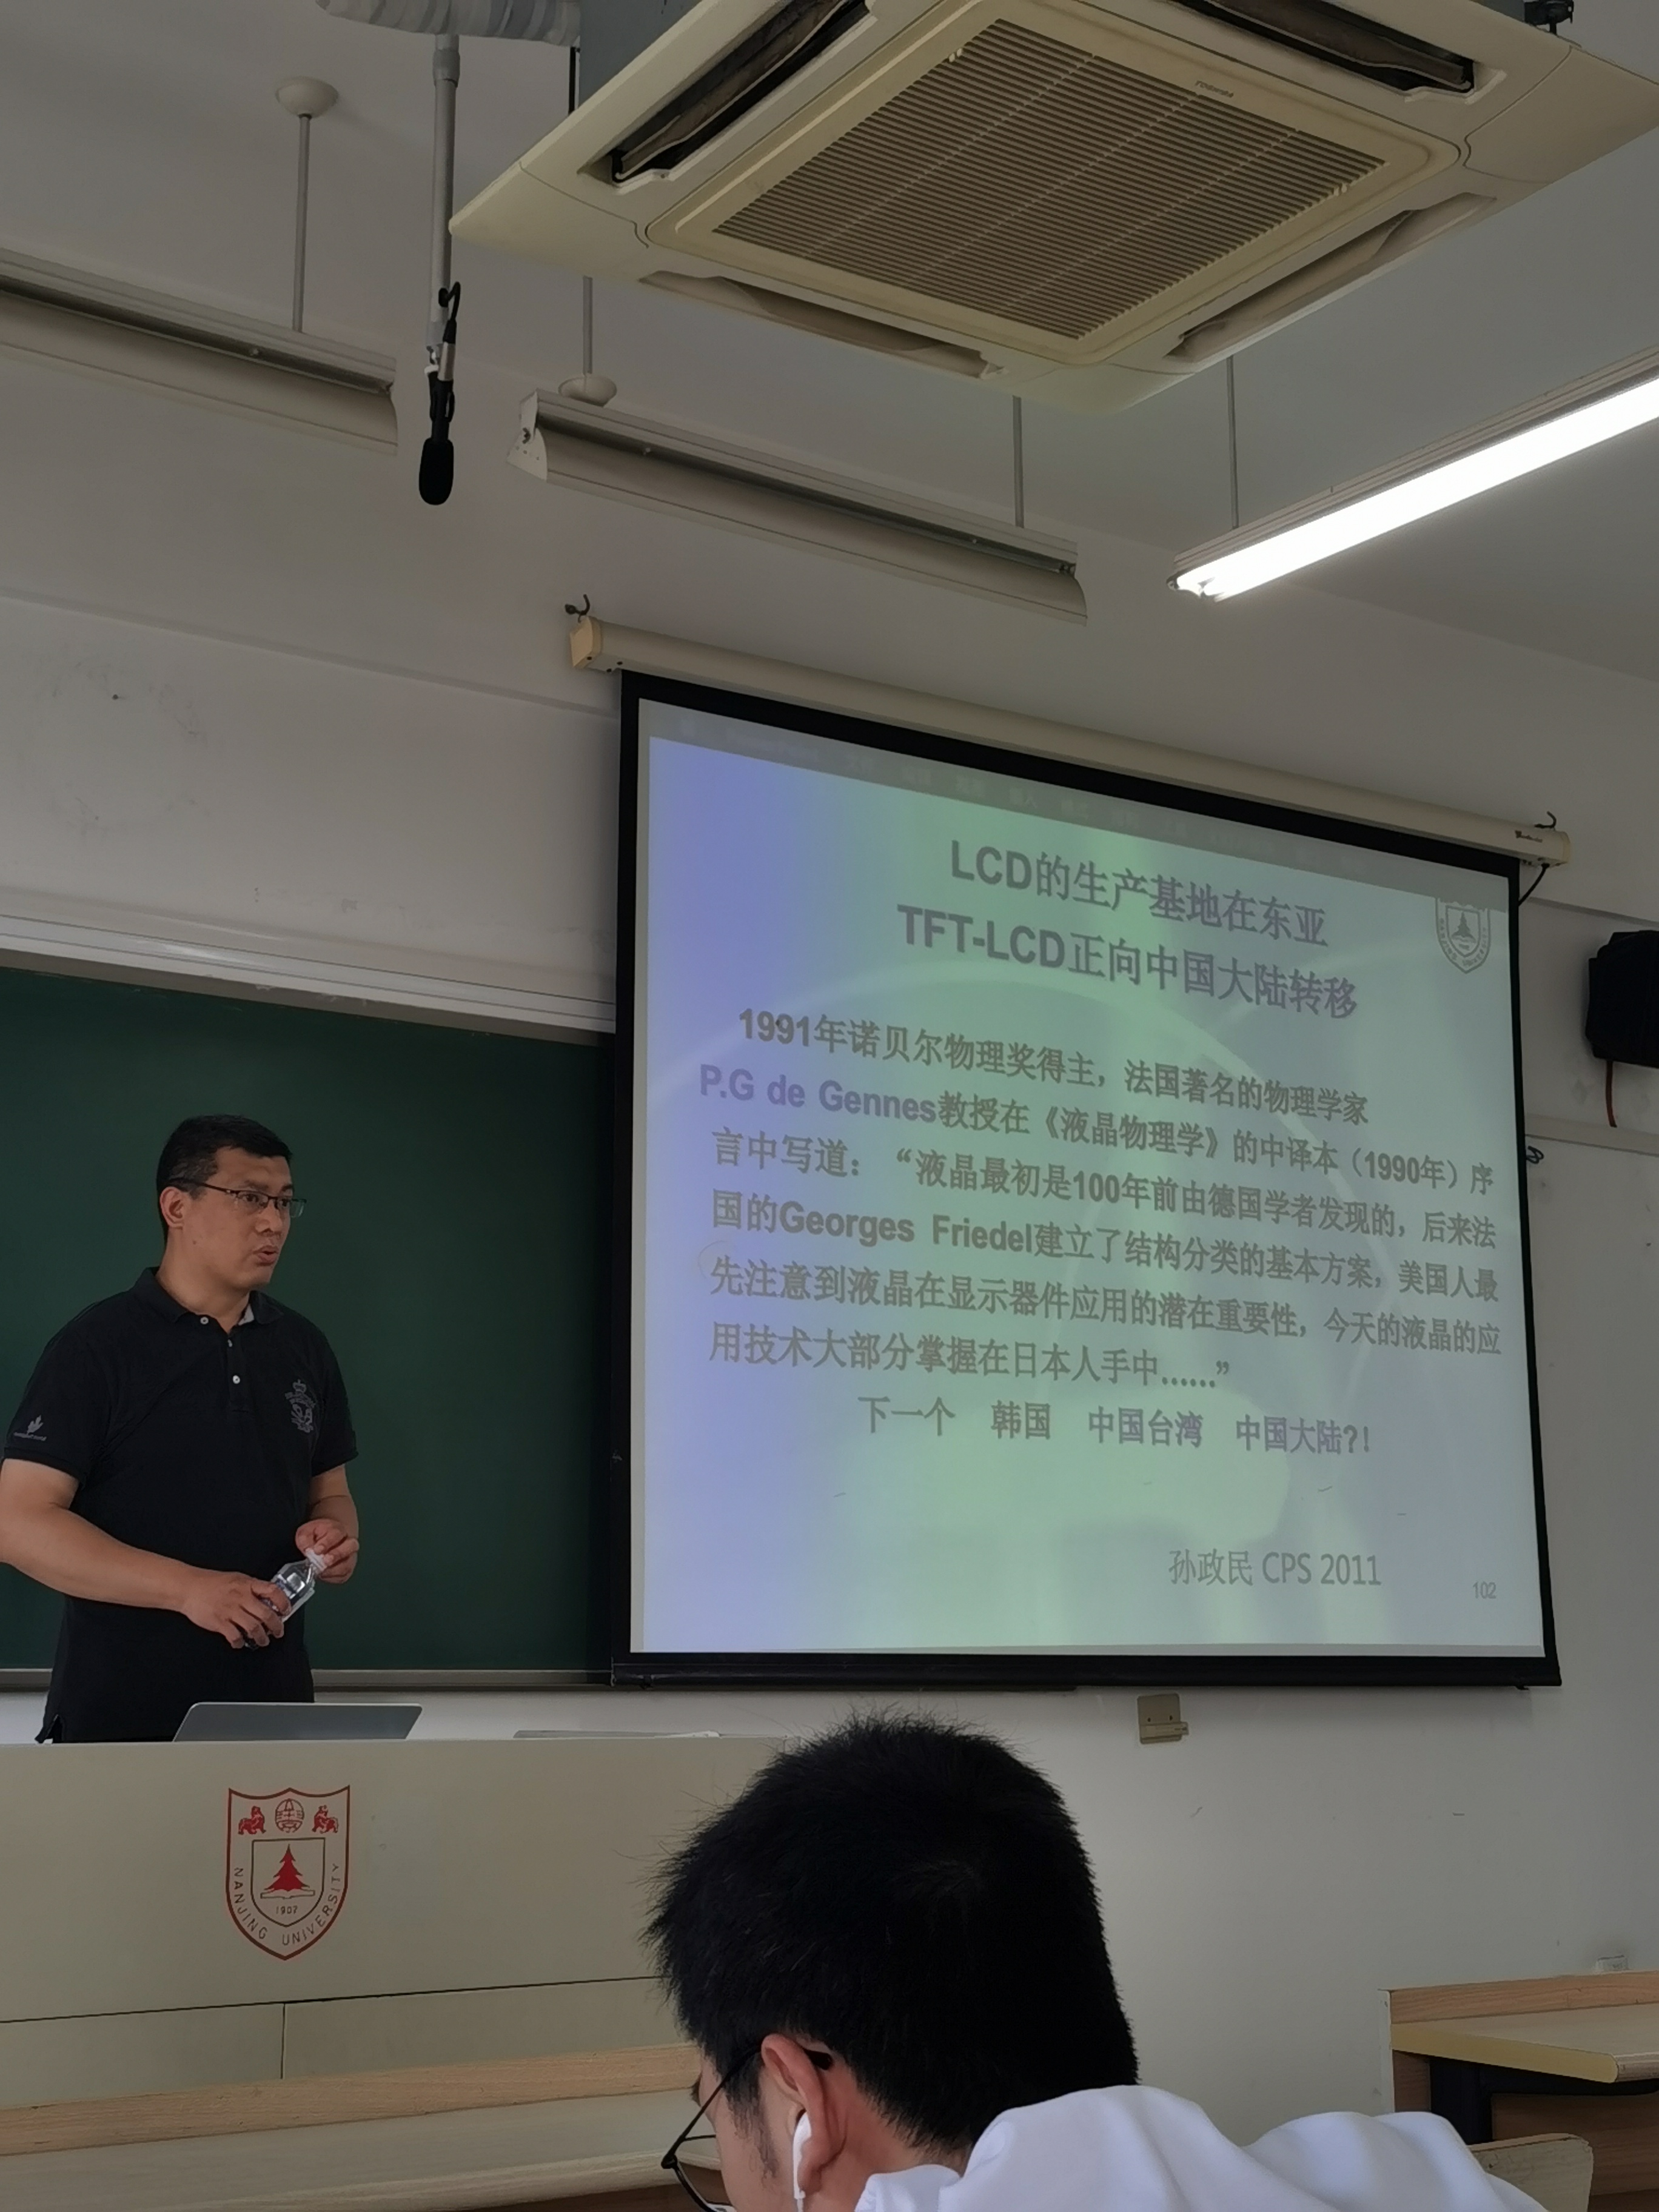 TOSHIBA
LCD的生产基地在东亚
TFT-LCD正向中国大陆转移
1991年诺贝尔物理奖得主，法国著名的物理学家
P.G de Gennes教授在《液晶物理学》的中译本（1990年）序
言中写道：“液晶最初是100年前由德国学者发现的，后来法
国的Georges Friedel建立了结构分类的基本方案，美国人最
先注意到液晶在显示器件应用的潜在重要性，今天的液晶的应
用技术大部分掌握在日本人手中……”
下一个 韩国 中国台湾 中国大陆?！
孙政民 CPS 2011
102
1907
NANJING UNIVERSITY